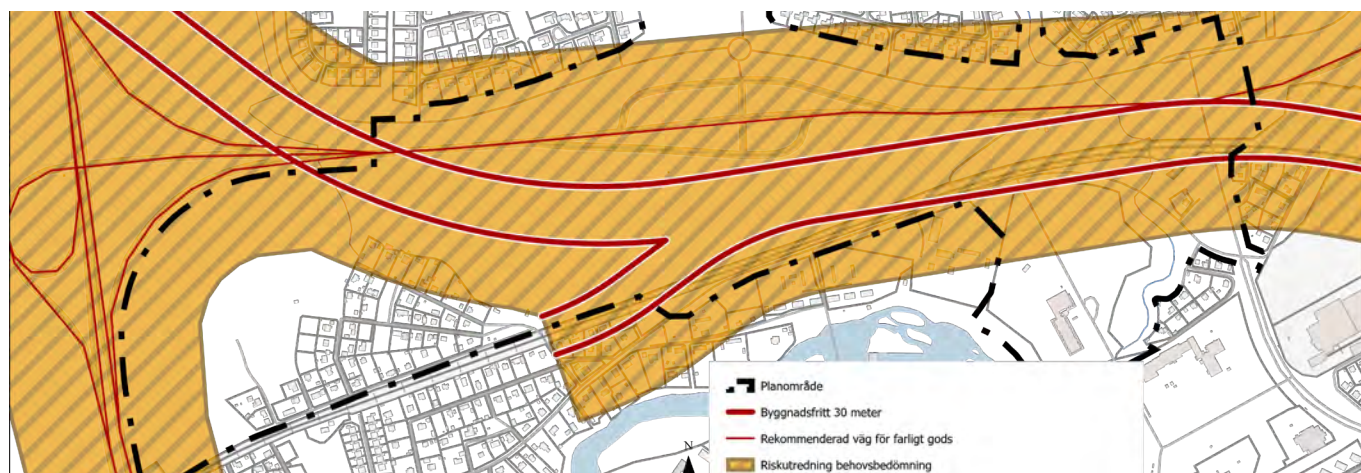 Planområde
Byggnadsfritt 30 meter
Rekommenderad väg för farligt gods
N
Riskutredning behovsbedömning